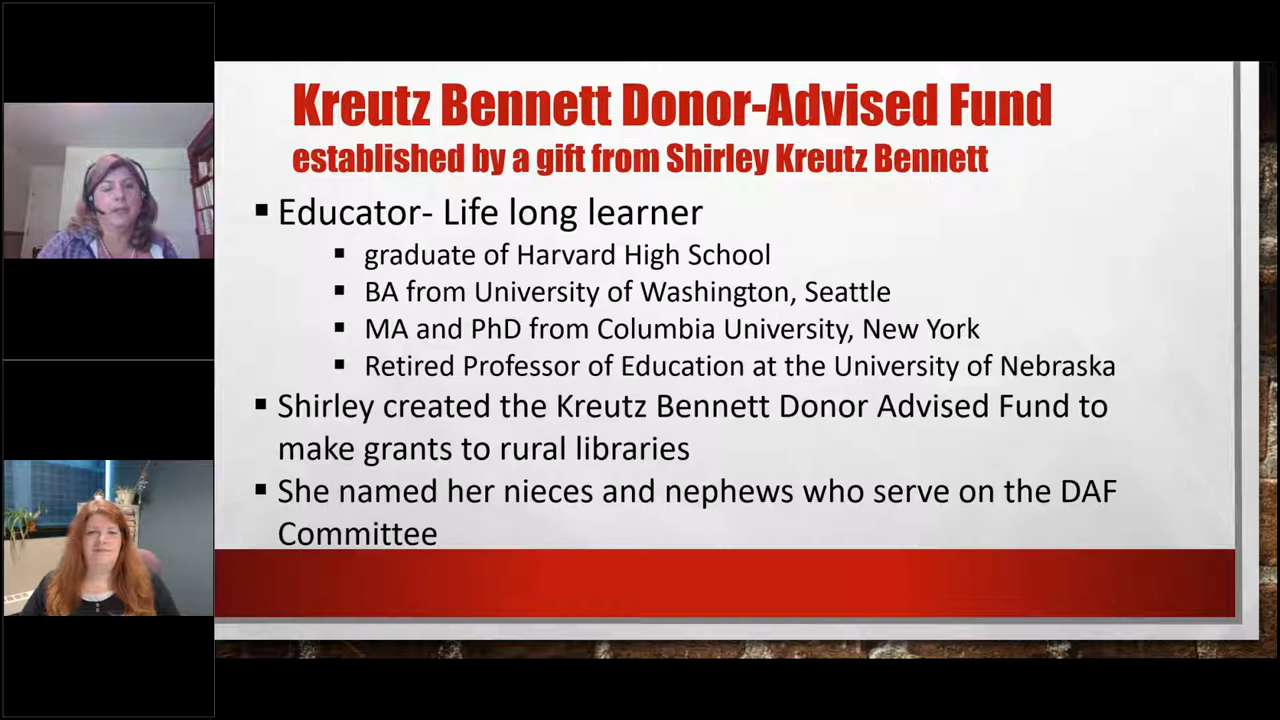 Kreutz Bennett Donor-Advised Fund
established by a gift from Shirley Kreutz Bennett
▪ Educator- Life long learner
▪ graduate of Harvard High School
▪ BA from University of Washington, Seattle
▪ MA and PhD from Columbia University, New York
▪ Retired Professor of Education at the University of Nebraska
▪ Shirley created the Kreutz Bennett Donor Advised Fund to
make grants to rural libraries
▪ She named her nieces and nephews who serve on the DAF
Committee